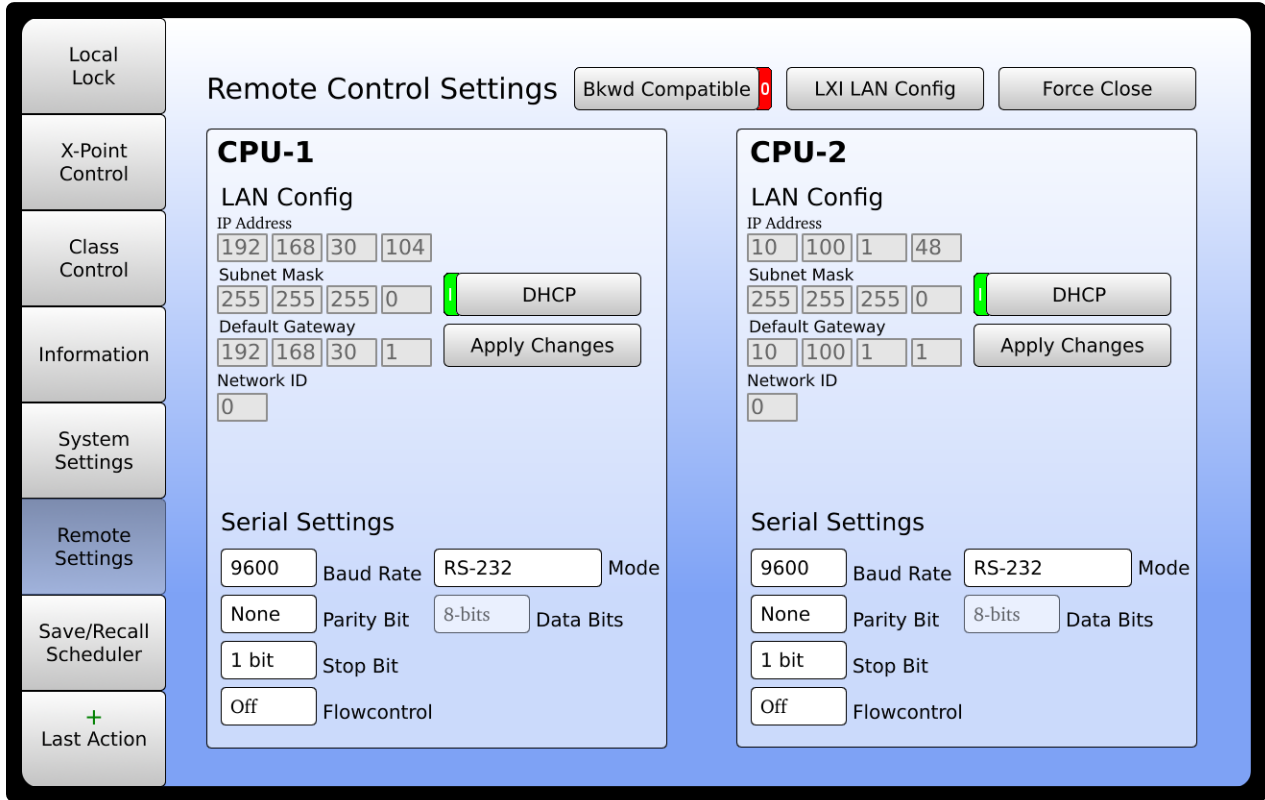 Local
Lock
X-Point
Control
Class
Control
Information
System
Settings
Remote
Settings
Save/Recall
Scheduler
+
Last Action
Remote Control Settings
Bkwd Compatible
0
LXI LAN Config
Force Close
CPU-1
LAN Config
IP Address
192 168 30 104
Subnet Mask
255 255 255 0
I DHCP
Default Gateway
192 168 30 1
Apply Changes
Network ID
0
Serial Settings
9600 Baud Rate RS-232 Mode
None Parity Bit 8-bits Data Bits
1 bit Stop Bit
Off Flowcontrol
CPU-2
LAN Config
IP Address
10 100 1 48
Subnet Mask
255 255 255 0
I DHCP
Default Gateway
10 100 1 1
Apply Changes
Network ID
0
Serial Settings
9600 Baud Rate RS-232 Mode
None Parity Bit 8-bits Data Bits
1 bit Stop Bit
Off Flowcontrol